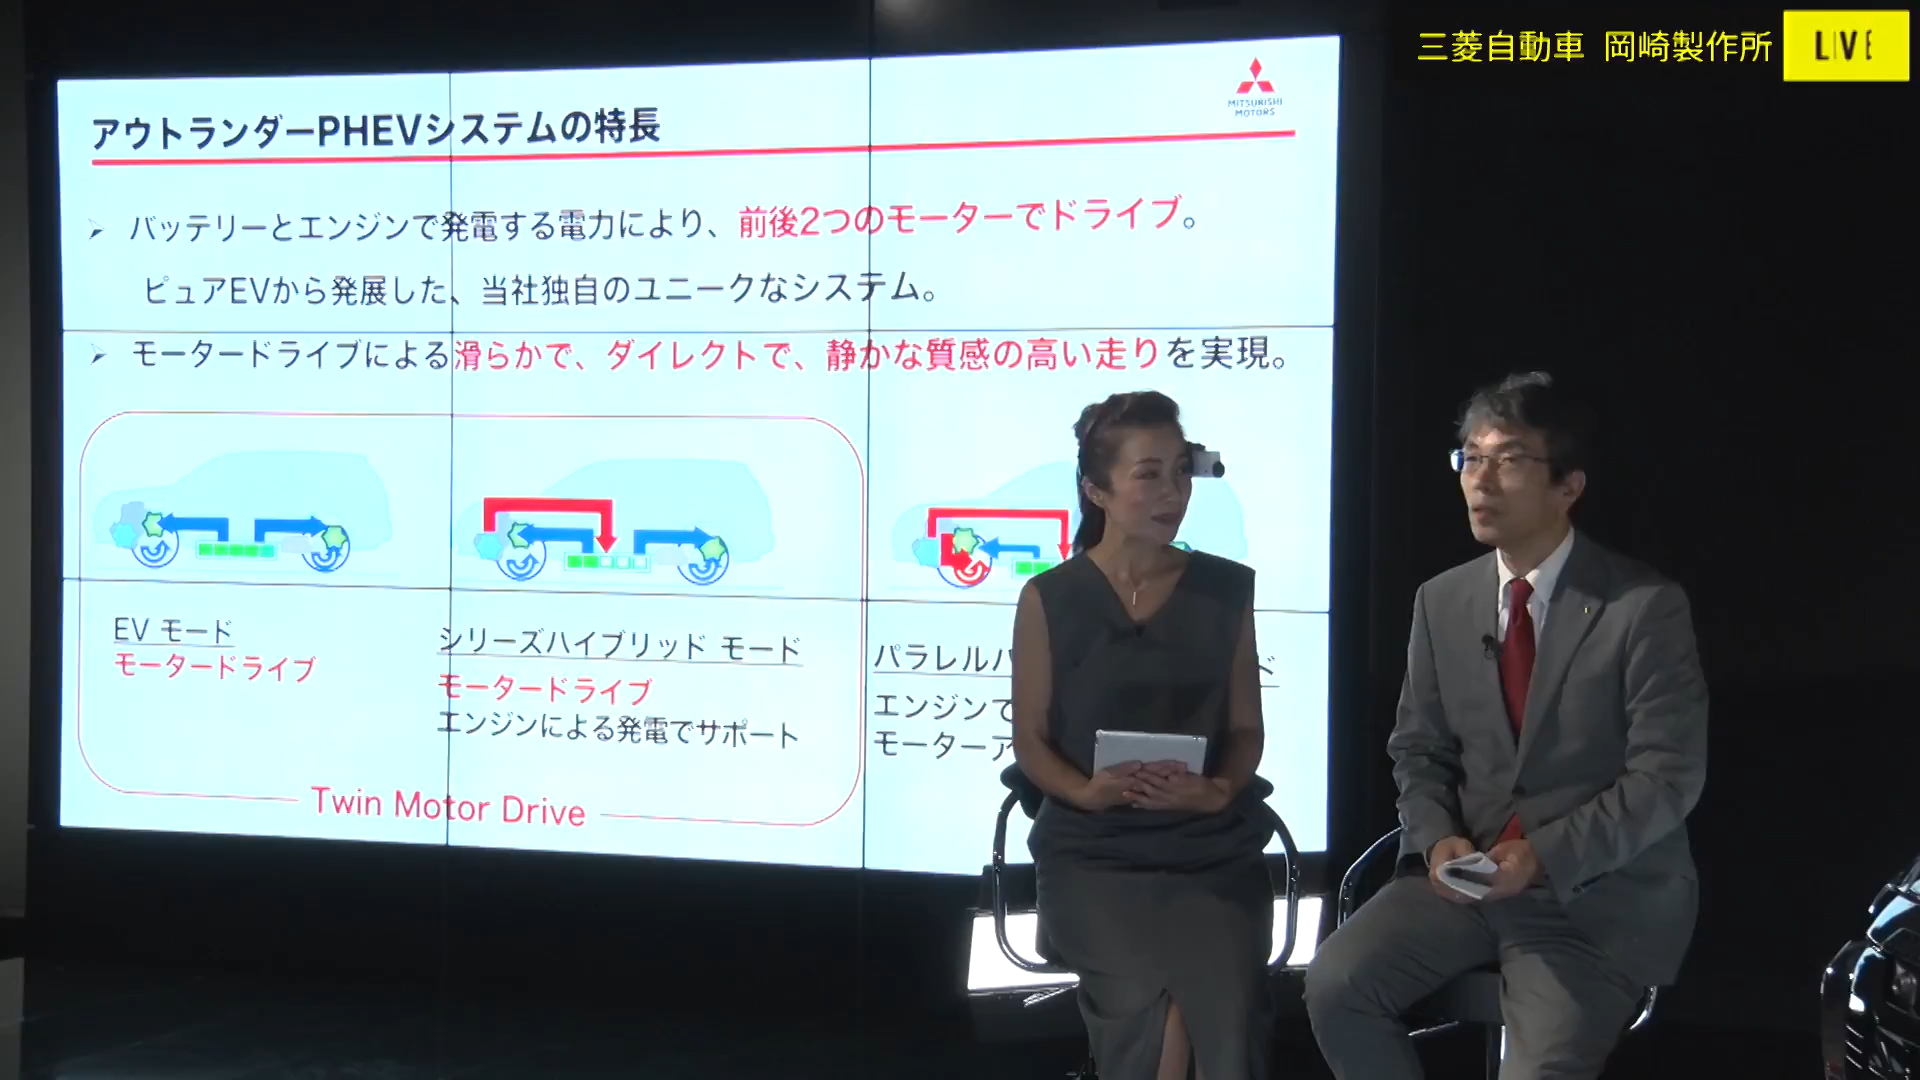 三菱自動車 岡崎製作所
LIVE
MITSUBISHI
MOTORS
アウトランダーPHEVシステムの特長
バッテリーとエンジンで発電する電力により、前後2つのモーターでドライブ。
ピュアEVから発展した、当社独自のユニークなシステム。
モータードライブによる滑らかで、ダイレクトで、静かな質感の高い走りを実現。
EV モード
モータードライブ
シリーズハイブリッド モード
モータードライブ
エンジンによる発電でサポート
パラレルハ
エンジンで
モーターア
Twin Motor Drive